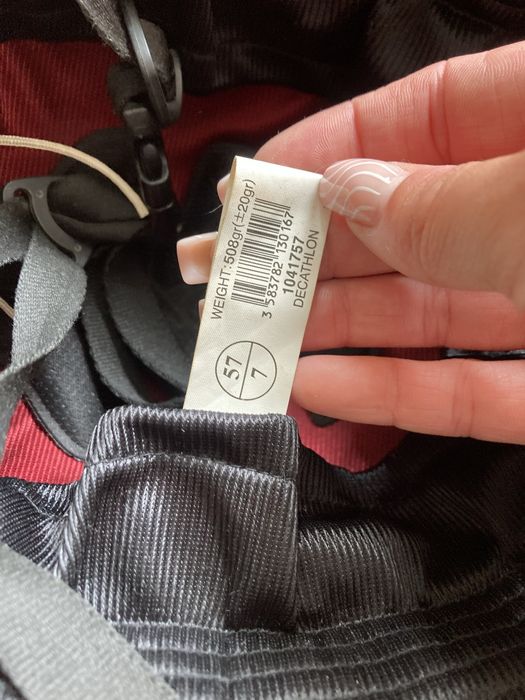 WEIGHT:508gr(±20gr)
3 583782 130167
1041757
DECATHLON
57
7